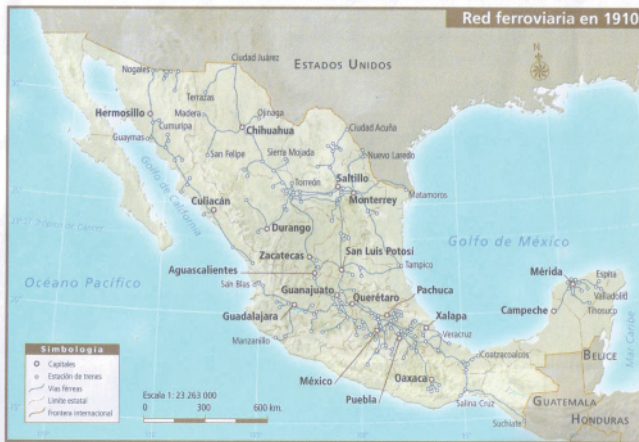 Red ferroviaria en 1910
N
ESTADOS UNIDOS
Ciudad Juárez
Nogales
Terrazas
Madera
Ojinaga
Hermosillo
Cumuripa
Chihuahua
Ciudad Acuña
Guaymas
San Felipe
Sierra Mojada
Nuevo Laredo
Golfo de California
Torreón
Saltillo
Matamoros
Monterrey
Culiacán
Trópico de Cáncer
Durango
Golfo de México
Zacatecas
San Luis Potosí
Océano Pacífico
Aguascalientes
Tampico
Mérida
Espita
San Blas
Guanajuato
Querétaro
Pachuca
Valladolid
Guadalajara
Xalapa
Campeche
Tihosuco
Manzanillo
Veracruz
Mar Caribe
Coatzacoalcos
BELICE
México
Oaxaca
Puebla
Salina Cruz
GUATEMALA
Suchiate
HONDURAS
Simbología
Capitales
Estación de trenes
Vías férreas
Límite estatal
Frontera internacional
Escala 1: 23 263 000
0 300 600 km.